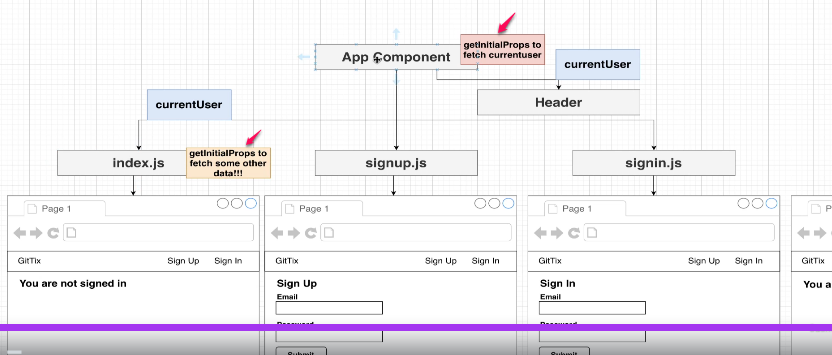 App Component
getInitialProps to
fetch currentuser
currentUser
Header
currentUser
index.js
getInitialProps to
fetch some other
data!!!
signup.js
signin.js
Page 1
GitTix Sign Up Sign In
You are not signed in
Page 1
GitTix Sign Up Sign In
Sign Up
Email
Password
Submit
Page 1
GitTix Sign Up Sign In
Sign In
Email
Password
Submit
P
GitTix
You a